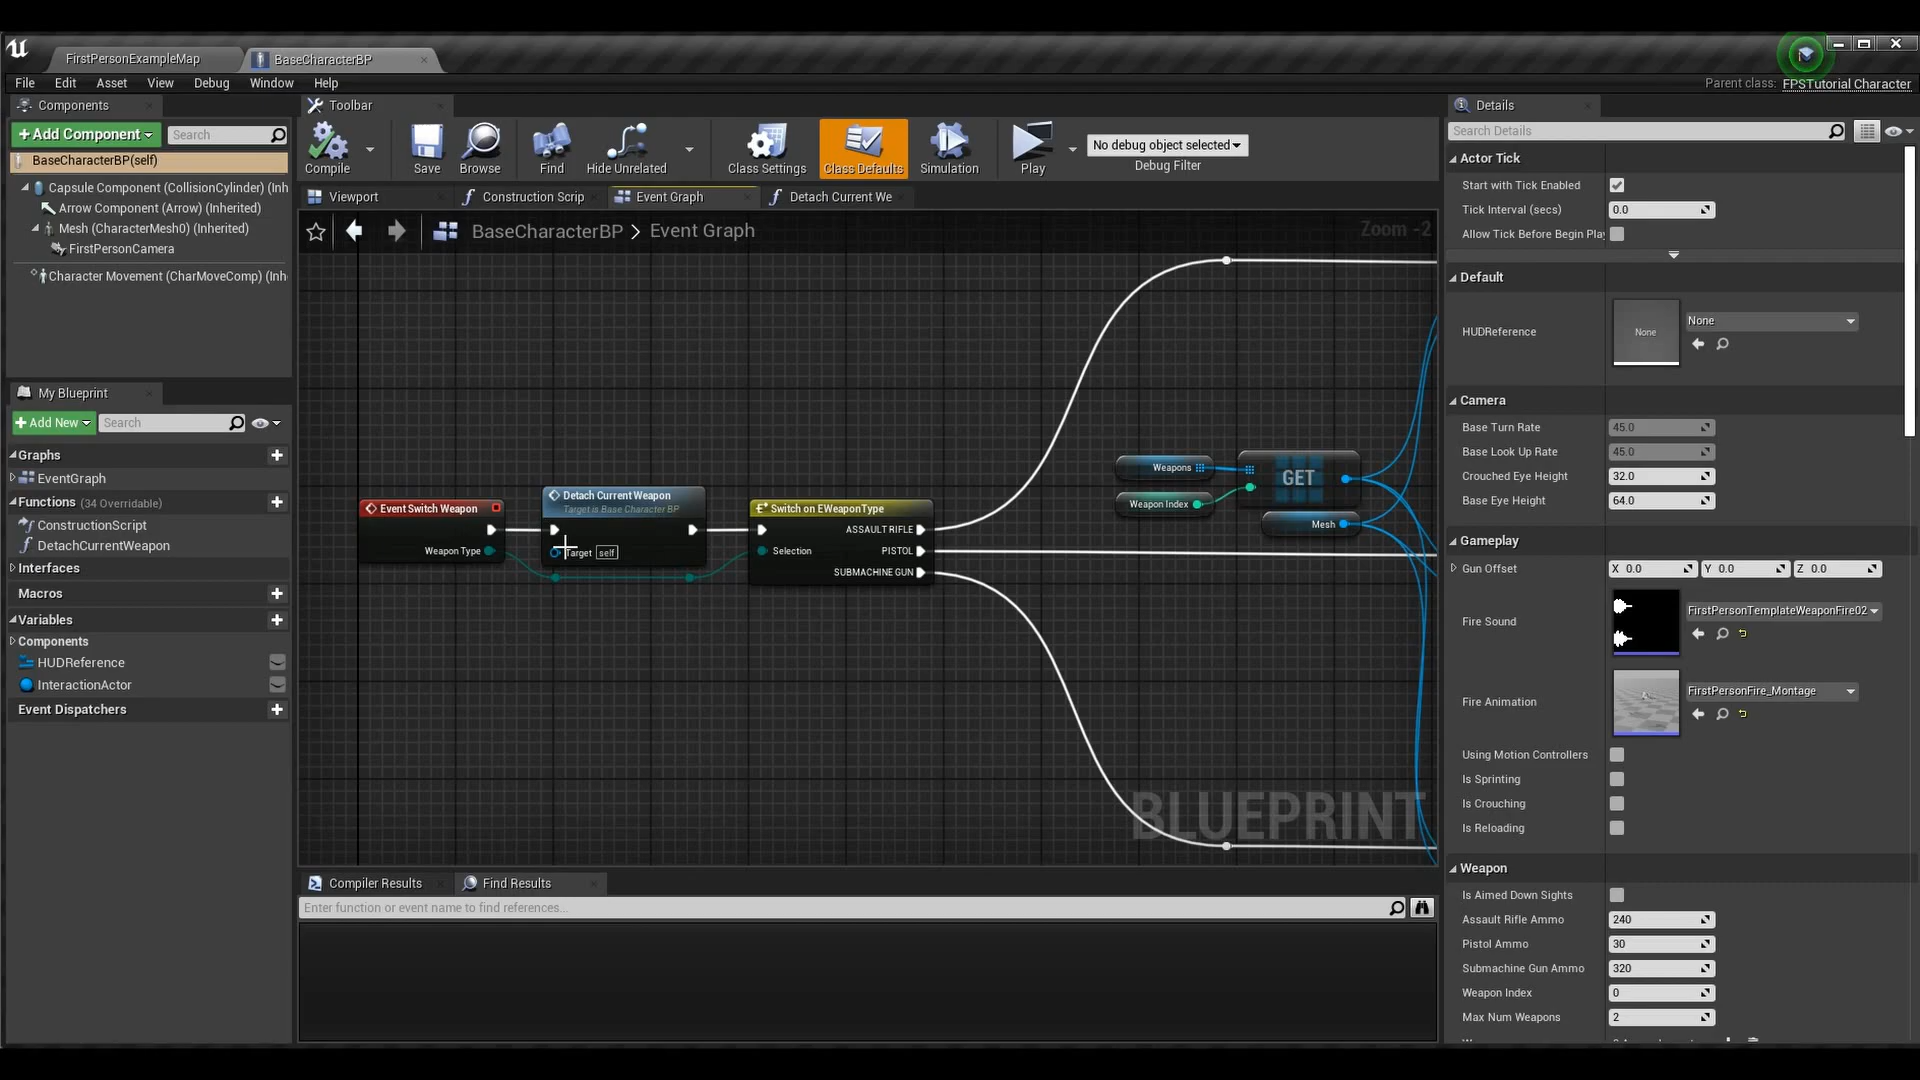 FirstPersonExampleMap
BaseCharacterBP
File Edit Asset View Debug Window Help
Parent class: FPSTutorial Character
Components
+Add Component
Search
BaseCharacterBP(self)
Capsule Component (CollisionCylinder) (Inh
Arrow Component (Arrow) (Inherited)
Mesh (CharacterMesh0) (Inherited)
FirstPersonCamera
Character Movement (CharMoveComp) (Inh
My Blueprint
+Add New
Search
Graphs
EventGraph
Functions (34 Overridable)
ConstructionScript
DetachCurrentWeapon
Interfaces
Macros
Variables
Components
HUDReference
InteractionActor
Event Dispatchers
Toolbar
Compile
Save
Browse
Find
Hide Unrelated
Class Settings
Class Defaults
Simulation
Play
No debug object selected
Debug Filter
Viewport
Construction Scrip
Event Graph
Detach Current We
BaseCharacterBP > Event Graph
Zoom -2
Event Switch Weapon
Weapon Type
Detach Current Weapon
Target is Base Character BP
Target self
Switch on EWeaponType
ASSAULT RIFLE
Selection
PISTOL
SUBMACHINE GUN
Weapons
GET
Weapon Index
Mesh
BLUEPRINT
Compiler Results
Find Results
Enter function or event name to find references...
Details
Search Details
Actor Tick
Start with Tick Enabled
Tick Interval (secs) 0.0
Allow Tick Before Begin Play
Default
HUDReference
None
None
Camera
Base Turn Rate 45.0
Base Look Up Rate 45.0
Crouched Eye Height 32.0
Base Eye Height 64.0
Gameplay
Gun Offset X 0.0 Y 0.0 Z 0.0
Fire Sound
FirstPersonTemplateWeaponFire02
Fire Animation
FirstPersonFire_Montage
Using Motion Controllers
Is Sprinting
Is Crouching
Is Reloading
Weapon
Is Aimed Down Sights
Assault Rifle Ammo 240
Pistol Ammo 30
Submachine Gun Ammo 320
Weapon Index 0
Max Num Weapons 2